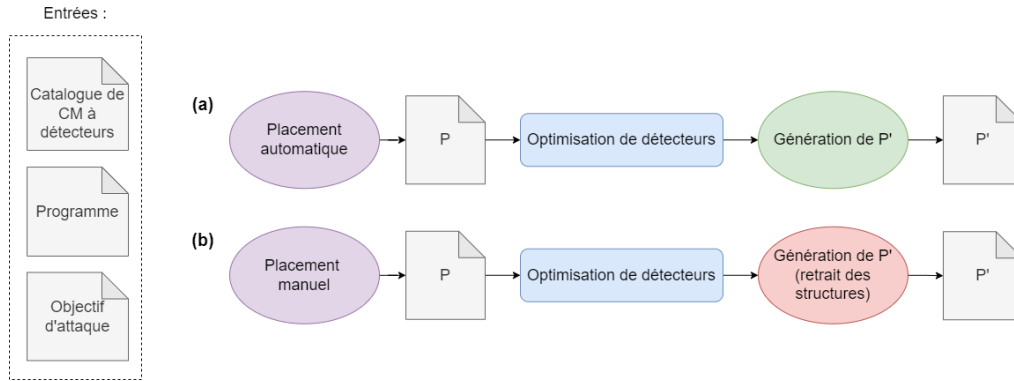 Entrées :
Catalogue de
CM à
détecteurs
Programme
Objectif
d'attaque
(a)
Placement
automatique
P
Optimisation de détecteurs
Génération de P'
P'
(b)
Placement
manuel
P
Optimisation de détecteurs
Génération de P'
(retrait des
structures)
P'